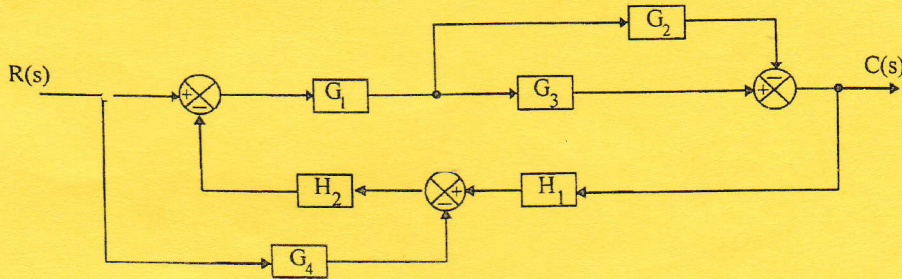 G2
R(s)
C(s)
+
−
G1
G3
−
+
H2
+
−
H1
G4